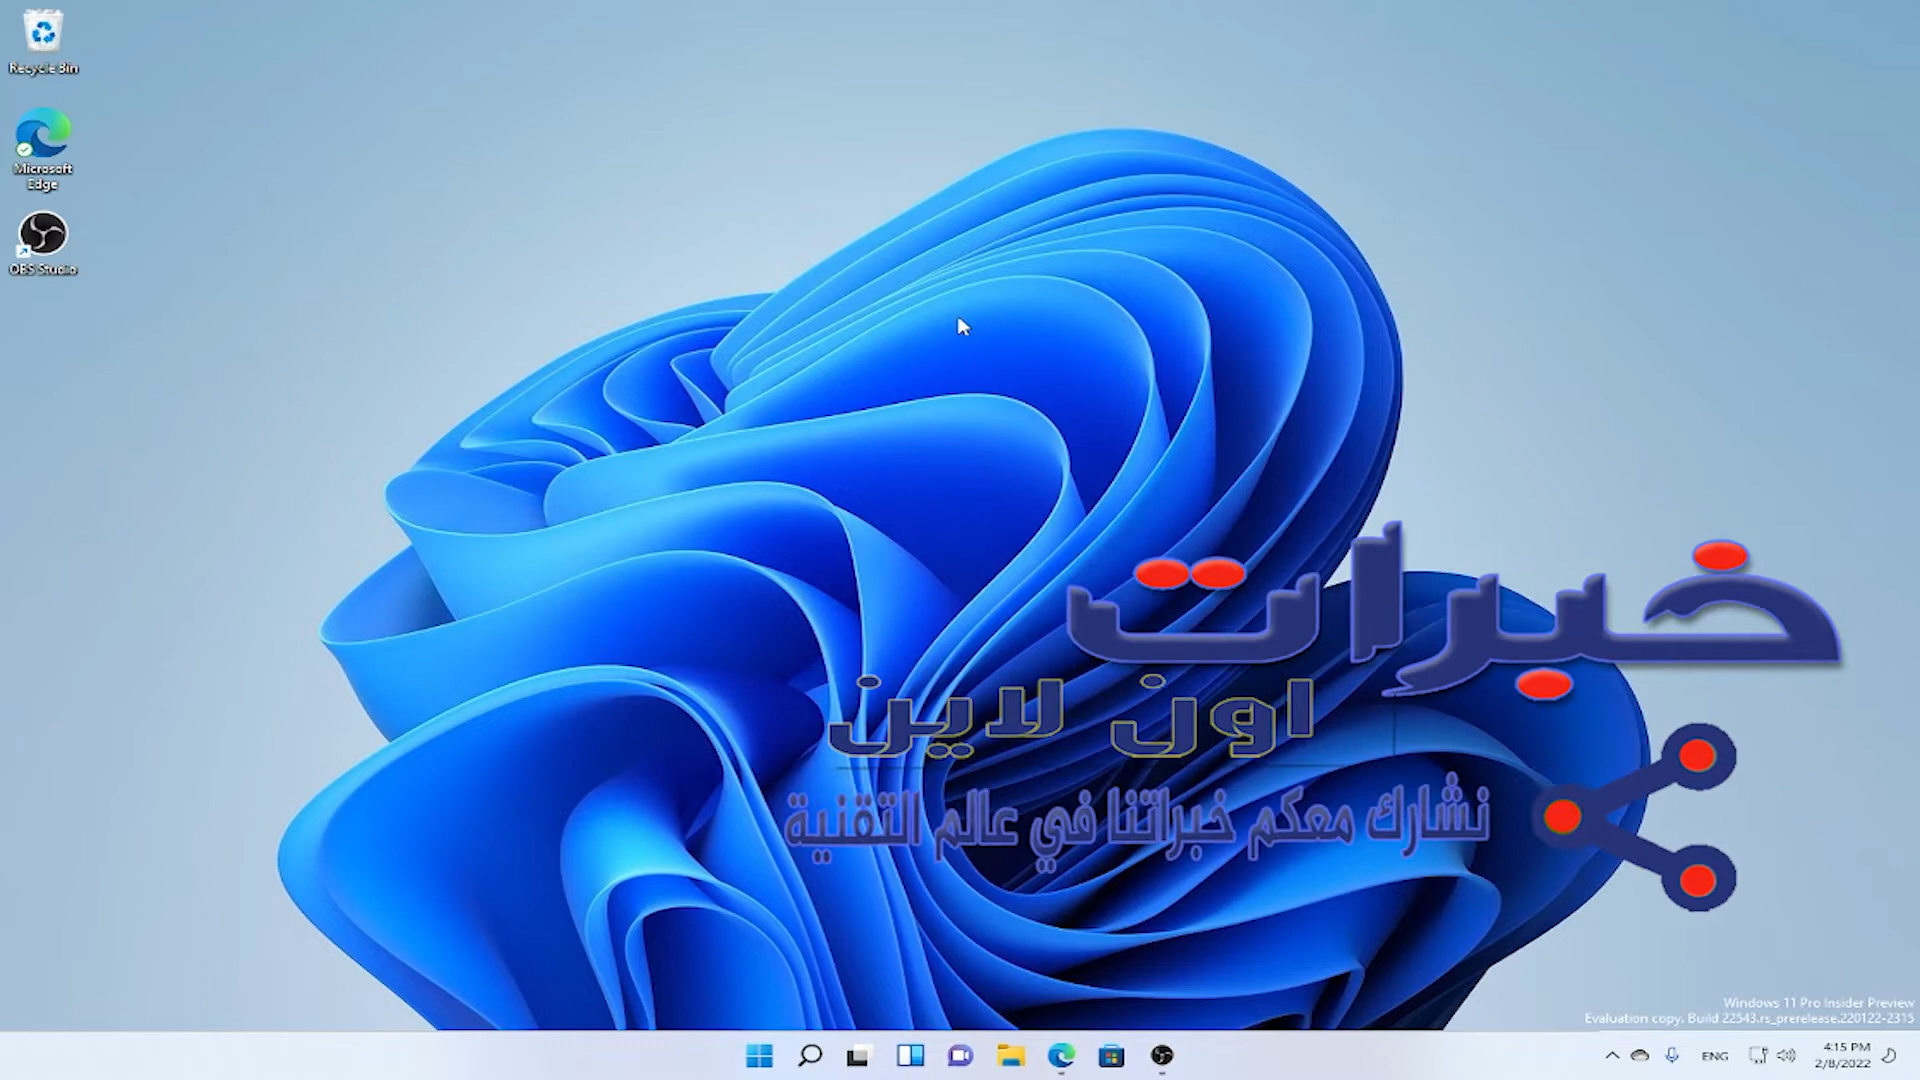 Recycle Bin
Microsoft
Edge
OBS Studio
خبرات
اون لاين
نشارك معكم خبراتنا في عالم التقنية
Windows 11 Pro Insider Preview
Evaluation copy. Build 22543.rs_prerelease.220122-2315
ENG
4:15 PM
2/8/2022